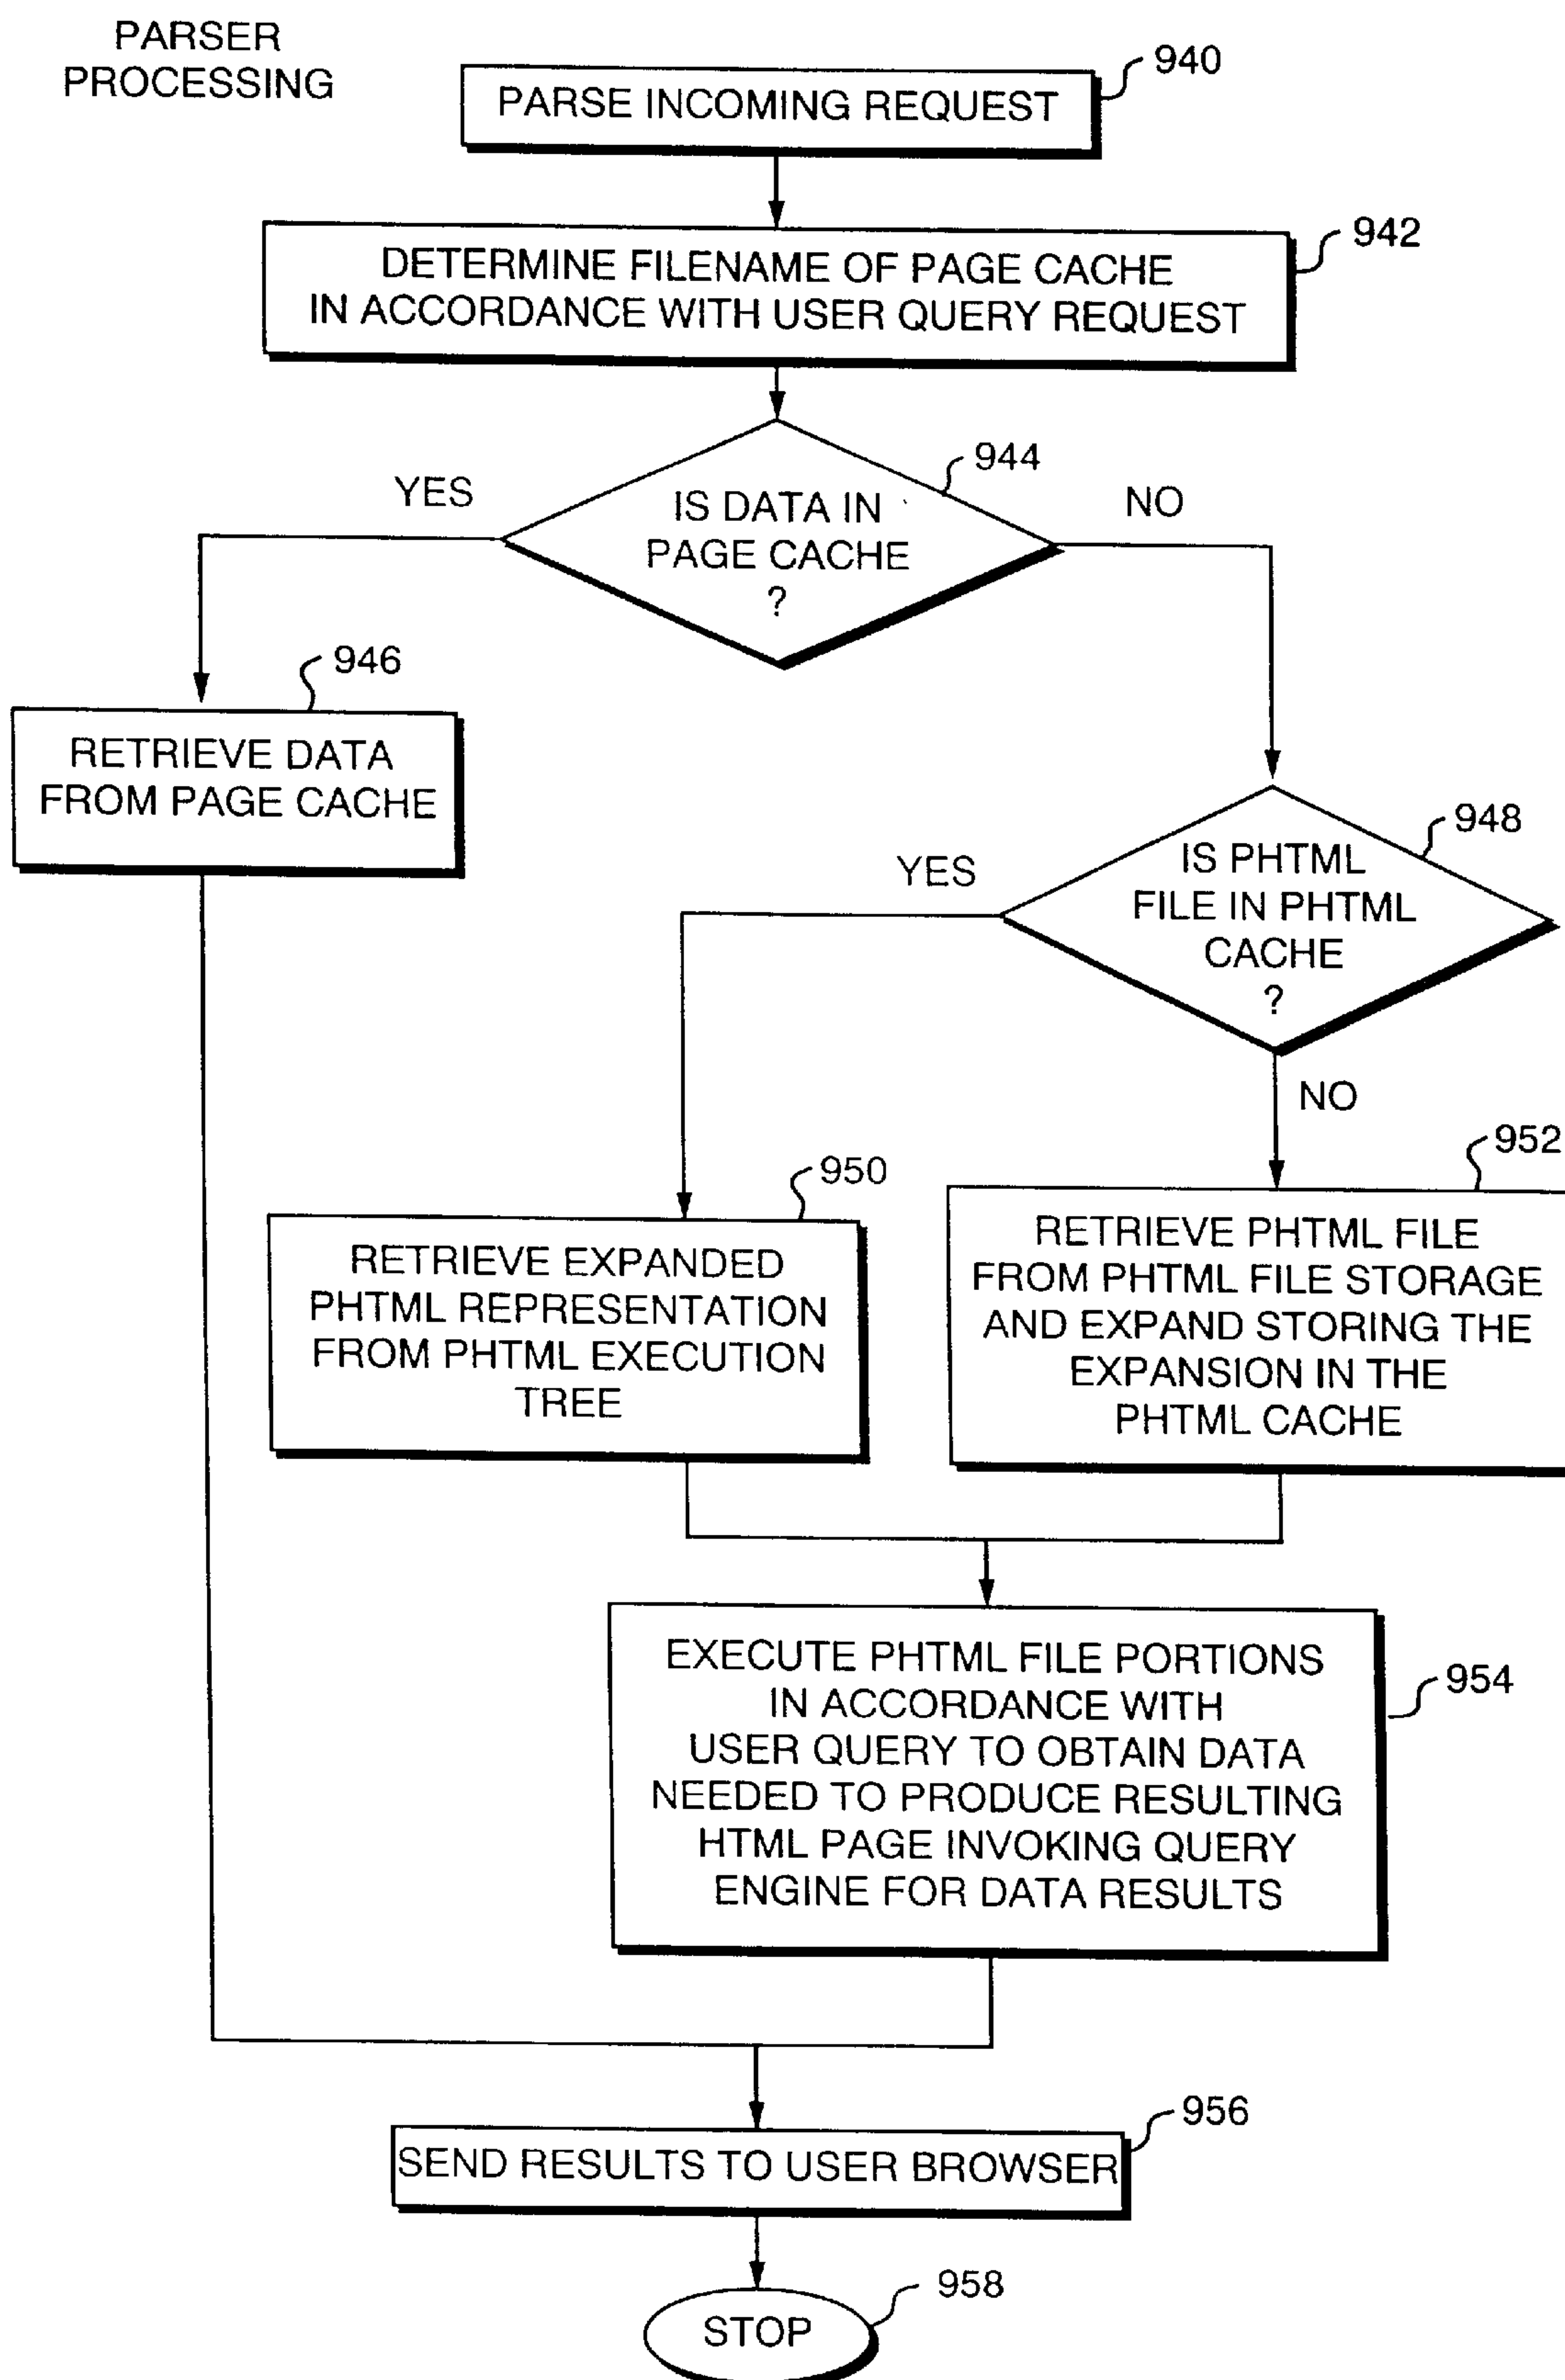 PARSER
PROCESSING
940
PARSE INCOMING REQUEST
942
DETERMINE FILENAME OF PAGE CACHE
IN ACCORDANCE WITH USER QUERY REQUEST
944
YES
IS DATA IN
PAGE CACHE
?
NO
946
RETRIEVE DATA
FROM PAGE CACHE
948
YES
IS PHTML
FILE IN PHTML
CACHE
?
NO
950
RETRIEVE EXPANDED
PHTML REPRESENTATION
FROM PHTML EXECUTION
TREE
952
RETRIEVE PHTML FILE
FROM PHTML FILE STORAGE
AND EXPAND STORING THE
EXPANSION IN THE
PHTML CACHE
954
EXECUTE PHTML FILE PORTIONS
IN ACCORDANCE WITH
USER QUERY TO OBTAIN DATA
NEEDED TO PRODUCE RESULTING
HTML PAGE INVOKING QUERY
ENGINE FOR DATA RESULTS
956
SEND RESULTS TO USER BROWSER
958
STOP